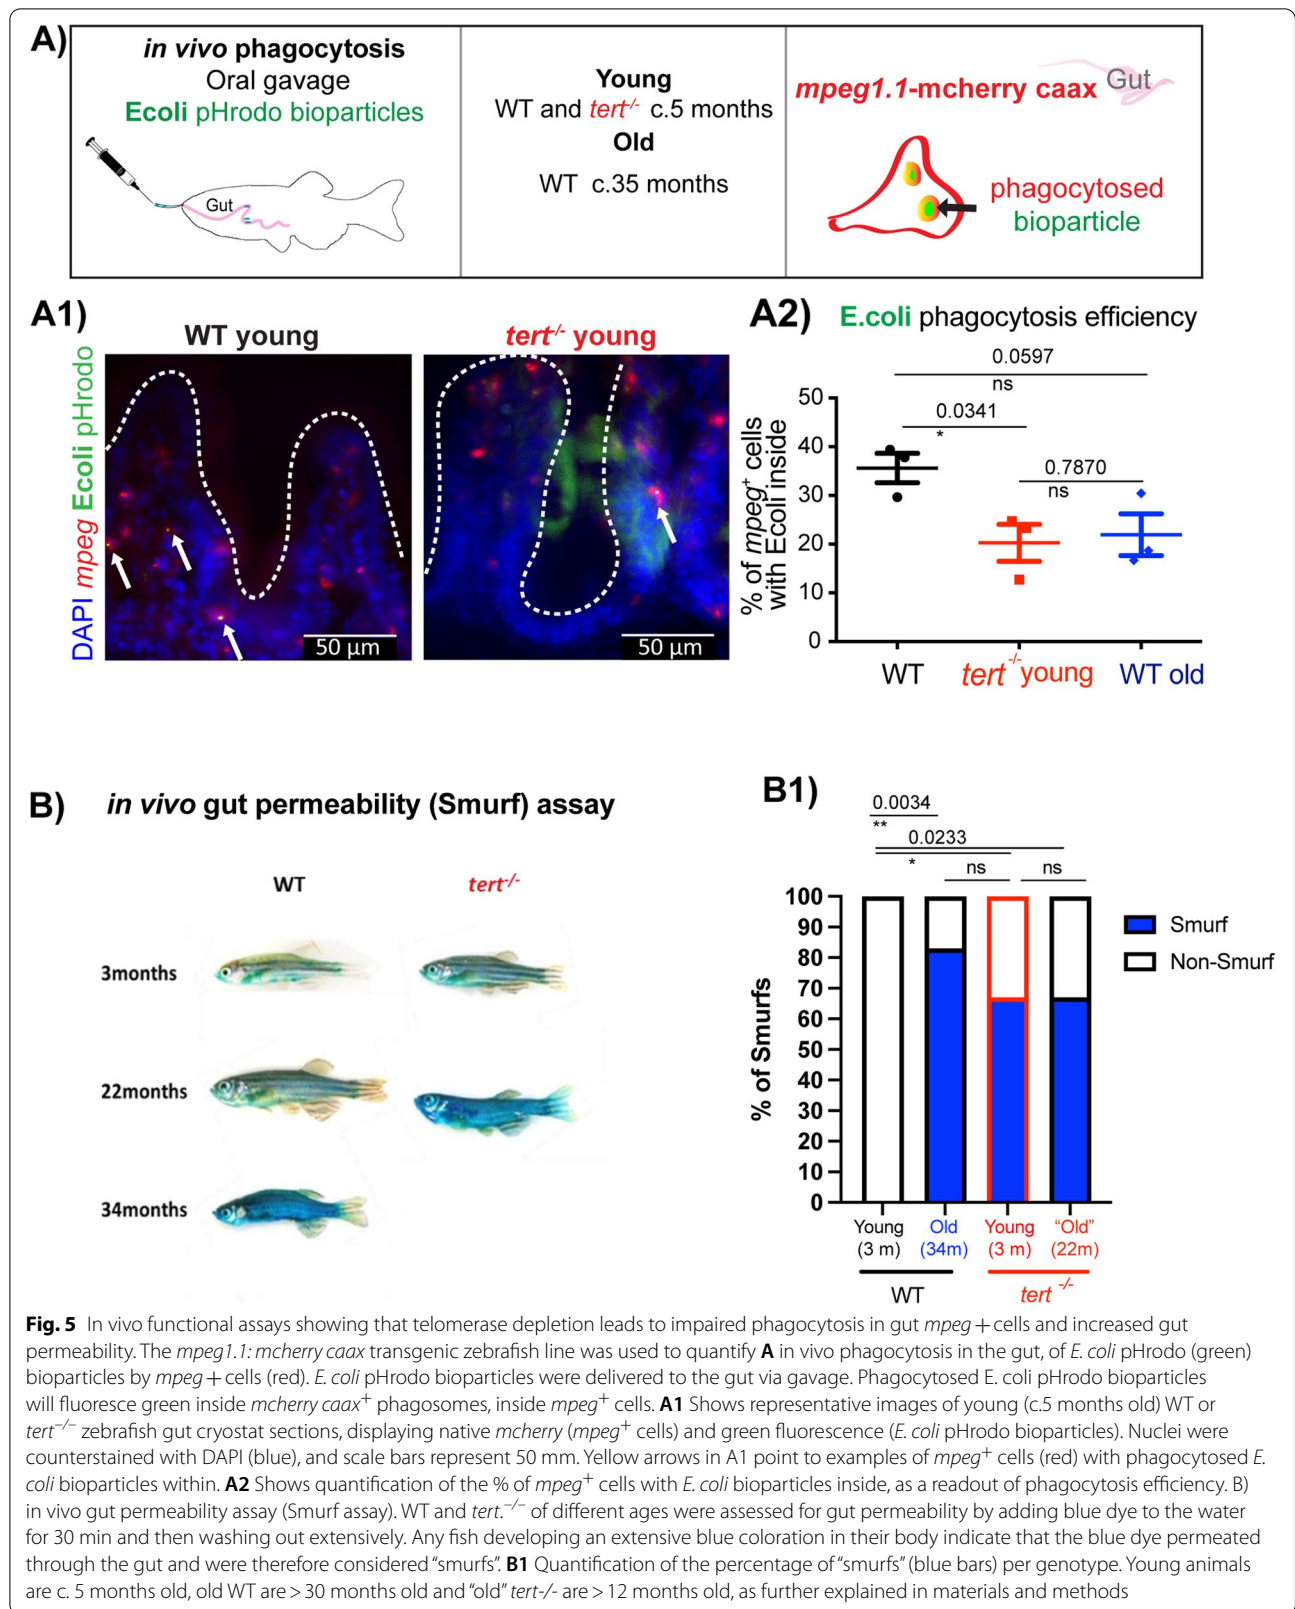 A)
in vivo phagocytosis
Oral gavage
Ecoli pHrodo bioparticles
Gut
Young
WT and tert-/- c.5 months
Old
WT c.35 months
mpeg1.1-mcherry caax Gut
phagocytosed
bioparticle
A1)
WT young
tert-/- young
DAPI mpeg Ecoli pHrodo
50 µm
50 µm
A2)
E.coli phagocytosis efficiency
0.0597
ns
0.0341
*
0.7870
ns
% of mpeg+ cells
with Ecoli inside
50
40
30
20
10
0
WT
tert-/-young
WT old
B)
in vivo gut permeability (Smurf) assay
WT
tert-/-
3months
22months
34months
B1)
0.0034
**
0.0233
*
ns
ns
% of Smurfs
100
90
80
70
60
50
40
30
20
10
0
Smurf
Non-Smurf
Young Old Young "Old"
(3 m) (34m) (3 m) (22m)
WT tert -/-
Fig. 5 In vivo functional assays showing that telomerase depletion leads to impaired phagocytosis in gut mpeg + cells and increased gut
permeability. The mpeg1.1: mcherry caax transgenic zebrafish line was used to quantify A in vivo phagocytosis in the gut, of E. coli pHrodo (green)
bioparticles by mpeg + cells (red). E. coli pHrodo bioparticles were delivered to the gut via gavage. Phagocytosed E. coli pHrodo bioparticles
will fluoresce green inside mcherry caax+ phagosomes, inside mpeg+ cells. A1 Shows representative images of young (c.5 months old) WT or
tert−/− zebrafish gut cryostat sections, displaying native mcherry (mpeg+ cells) and green fluorescence (E. coli pHrodo bioparticles). Nuclei were
counterstained with DAPI (blue), and scale bars represent 50 mm. Yellow arrows in A1 point to examples of mpeg+ cells (red) with phagocytosed E.
coli bioparticles within. A2 Shows quantification of the % of mpeg+ cells with E. coli bioparticles inside, as a readout of phagocytosis efficiency. B)
in vivo gut permeability assay (Smurf assay). WT and tert.−/− of different ages were assessed for gut permeability by adding blue dye to the water
for 30 min and then washing out extensively. Any fish developing an extensive blue coloration in their body indicate that the blue dye permeated
through the gut and were therefore considered "smurfs". B1 Quantification of the percentage of "smurfs" (blue bars) per genotype. Young animals
are c. 5 months old, old WT are > 30 months old and "old" tert-/- are > 12 months old, as further explained in materials and methods